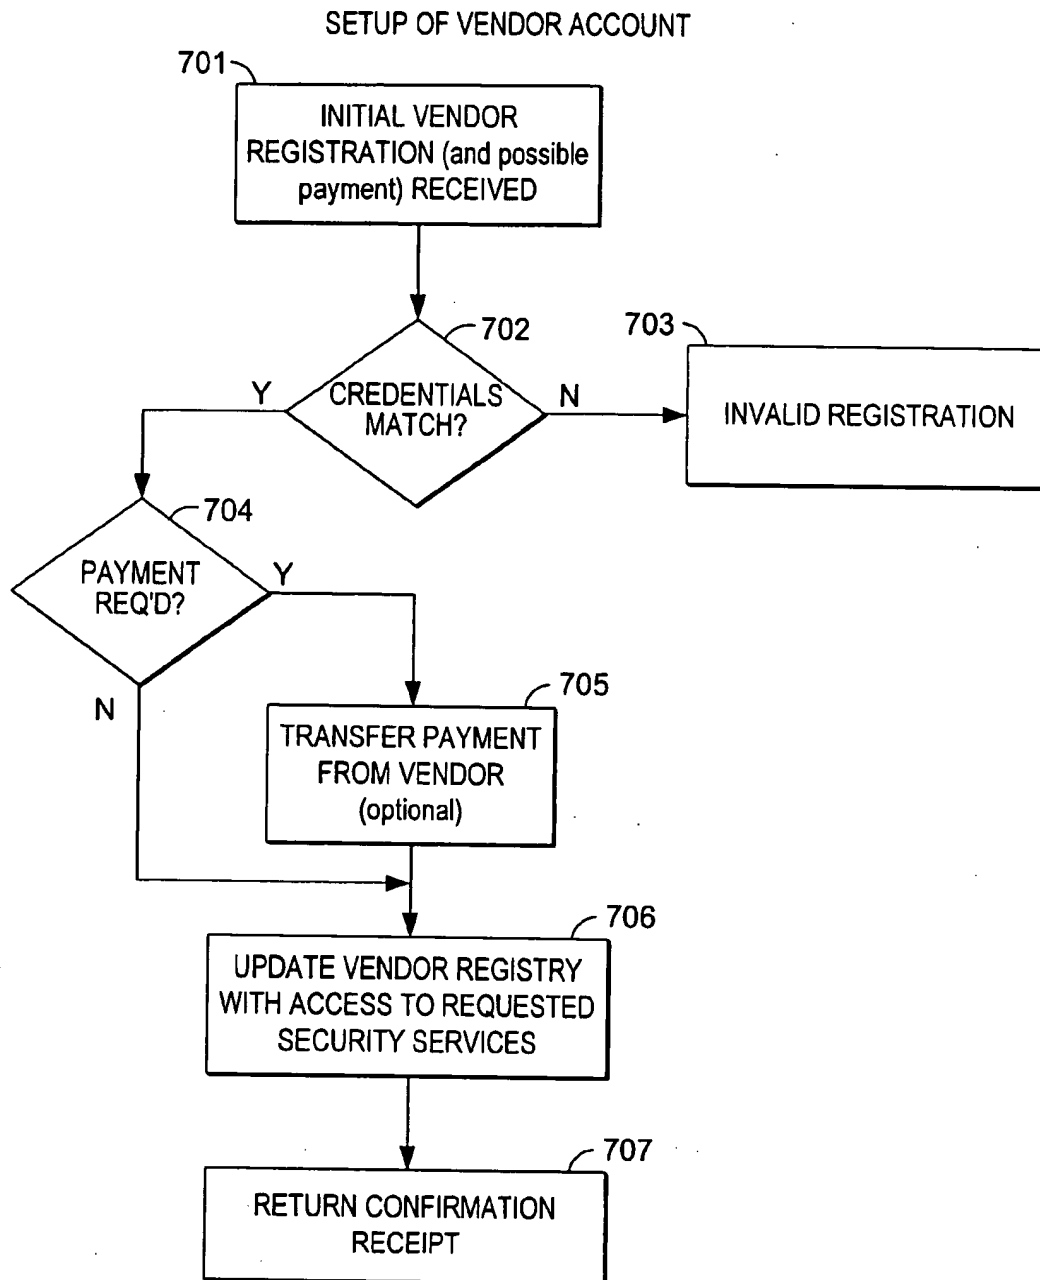 SETUP OF VENDOR ACCOUNT
701
INITIAL VENDOR
REGISTRATION (and possible
payment) RECEIVED
702
CREDENTIALS
MATCH?
Y
N
703
INVALID REGISTRATION
704
PAYMENT
REQ'D?
Y
N
705
TRANSFER PAYMENT
FROM VENDOR
(optional)
706
UPDATE VENDOR REGISTRY
WITH ACCESS TO REQUESTED
SECURITY SERVICES
707
RETURN CONFIRMATION
RECEIPT